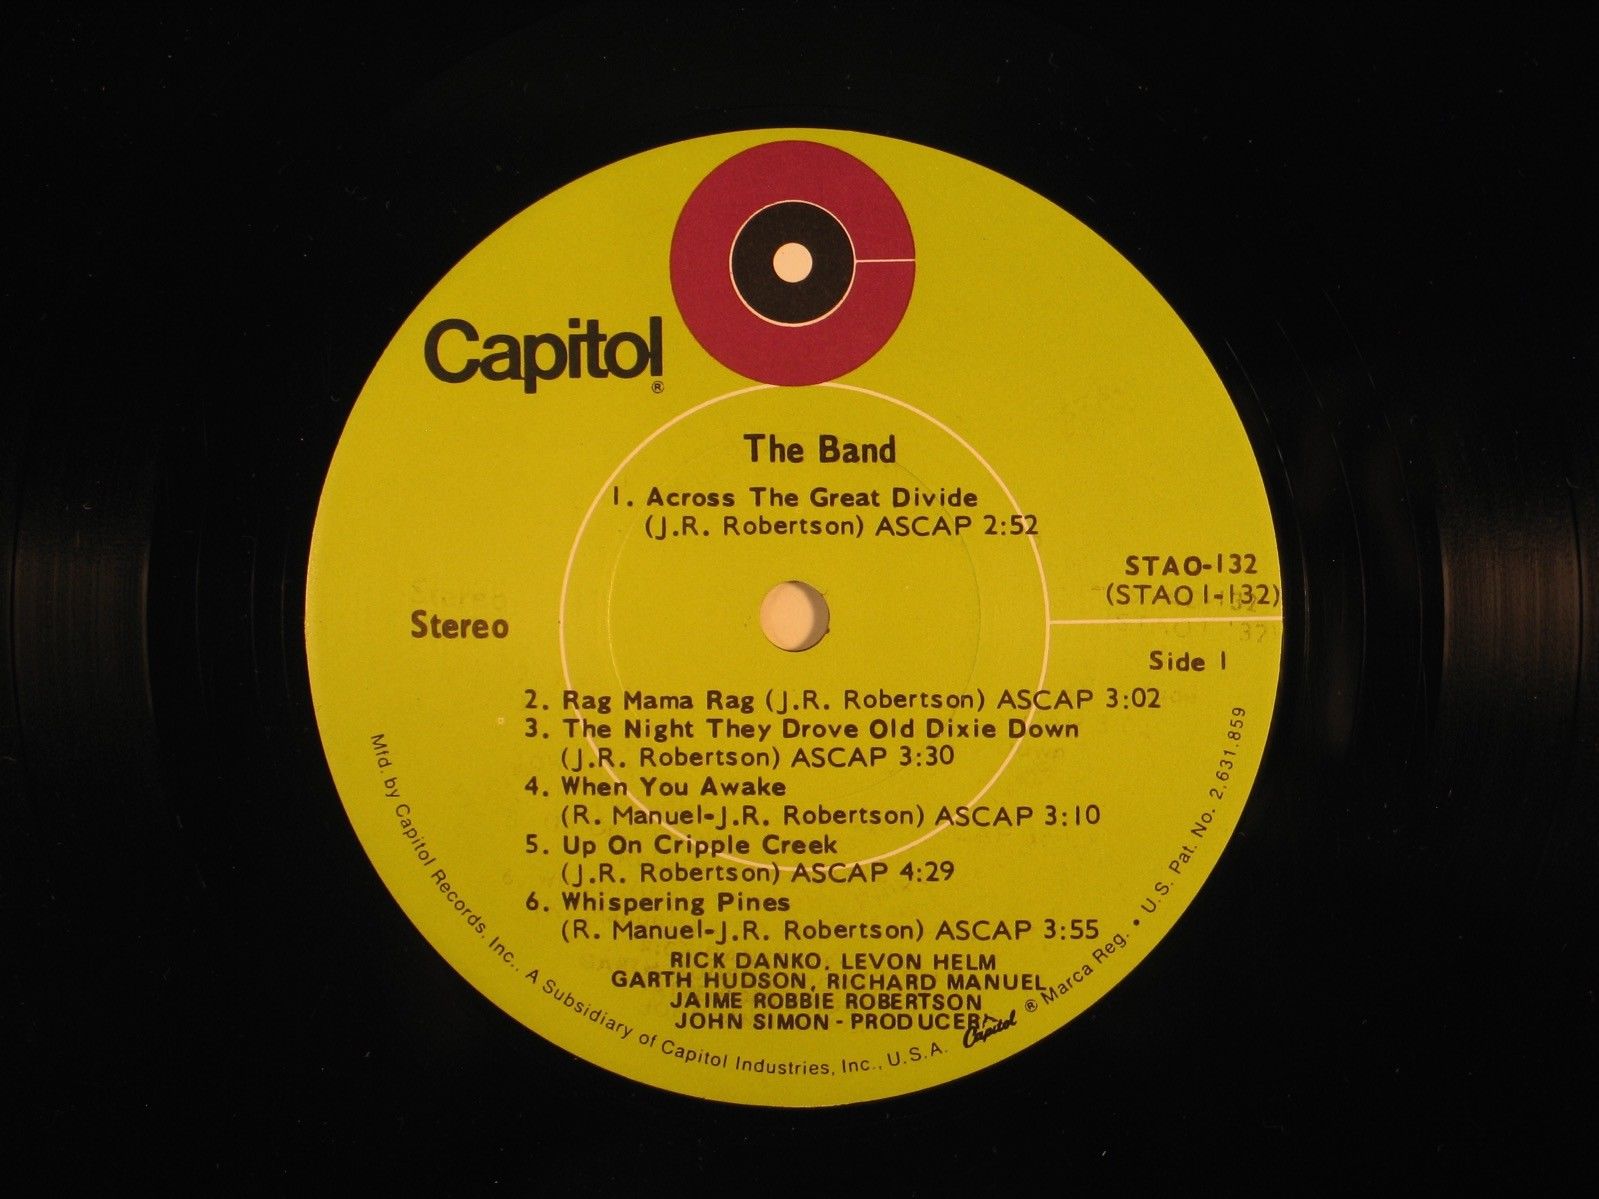 Capitol
®
The Band
1. Across The Great Divide
(J.R. Robertson) ASCAP 2:52
STAO-132
(STAO 1-132)
Stereo
Side 1
2. Rag Mama Rag (J.R. Robertson) ASCAP 3:02
3. The Night They Drove Old Dixie Down
(J.R. Robertson) ASCAP 3:30
4. When You Awake
(R. Manuel-J.R. Robertson) ASCAP 3:10
5. Up On Cripple Creek
(J.R. Robertson) ASCAP 4:29
6. Whispering Pines
(R. Manuel-J.R. Robertson) ASCAP 3:55
RICK DANKO, LEVON HELM
GARTH HUDSON, RICHARD MANUEL
JAIME ROBBIE ROBERTSON
JOHN SIMON - PRODUCER
Mfd. by Capitol Records, Inc., A Subsidiary of Capitol Industries, Inc., U.S.A. Capitol ® Marca Reg. • U.S. Pat. No. 2,631,859